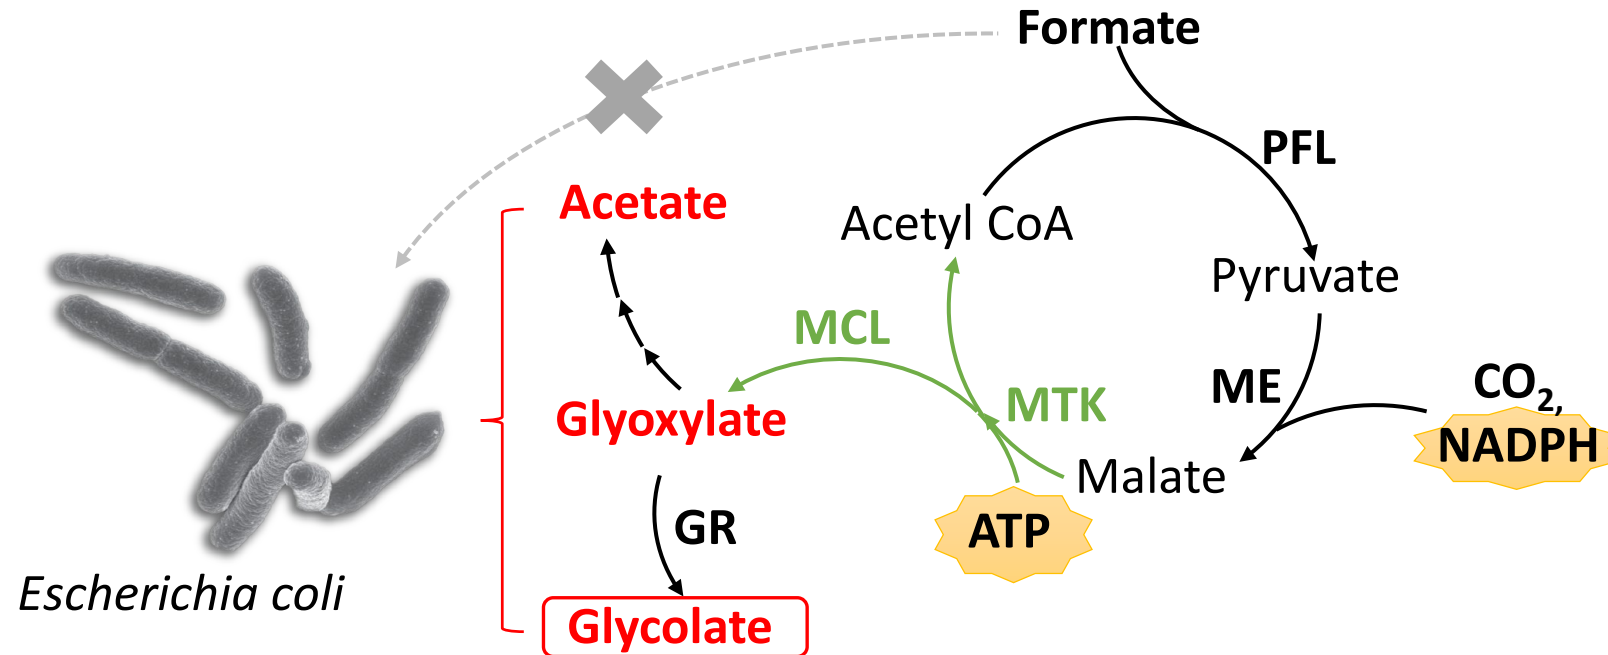 Formate
PFL
Acetate
Acetyl CoA
Pyruvate
MCL
ME
CO2,
NADPH
MTK
Glyoxylate
Malate
GR
ATP
Escherichia coli
Glycolate